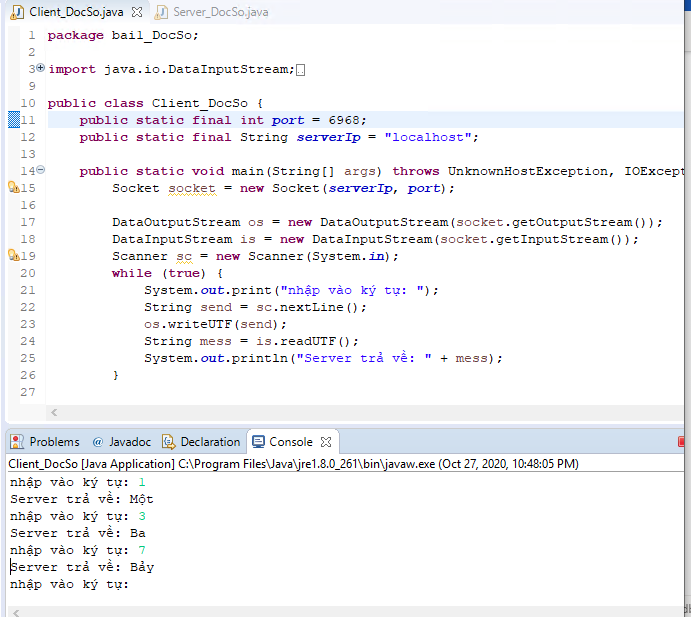 Client_DocSo.java Server_DocSo.java
1 package bai1_DocSo;
2
3 import java.io.DataInputStream;
9
10 public class Client_DocSo {
11 public static final int port = 6968;
12 public static final String serverIp = "localhost";
13
14 public static void main(String[] args) throws UnknownHostException, IOExcept
15 Socket socket = new Socket(serverIp, port);
16
17 DataOutputStream os = new DataOutputStream(socket.getOutputStream());
18 DataInputStream is = new DataInputStream(socket.getInputStream());
19 Scanner sc = new Scanner(System.in);
20 while (true) {
21 System.out.print("nhập vào ký tự: ");
22 String send = sc.nextLine();
23 os.writeUTF(send);
24 String mess = is.readUTF();
25 System.out.println("Server trả về: " + mess);
26 }
27
Problems @ Javadoc Declaration Console
Client_DocSo [Java Application] C:\Program Files\Java\jre1.8.0_261\bin\javaw.exe (Oct 27, 2020, 10:48:05 PM)
nhập vào ký tự: 1
Server trả về: Một
nhập vào ký tự: 3
Server trả về: Ba
nhập vào ký tự: 7
Server trả về: Bảy
nhập vào ký tự: